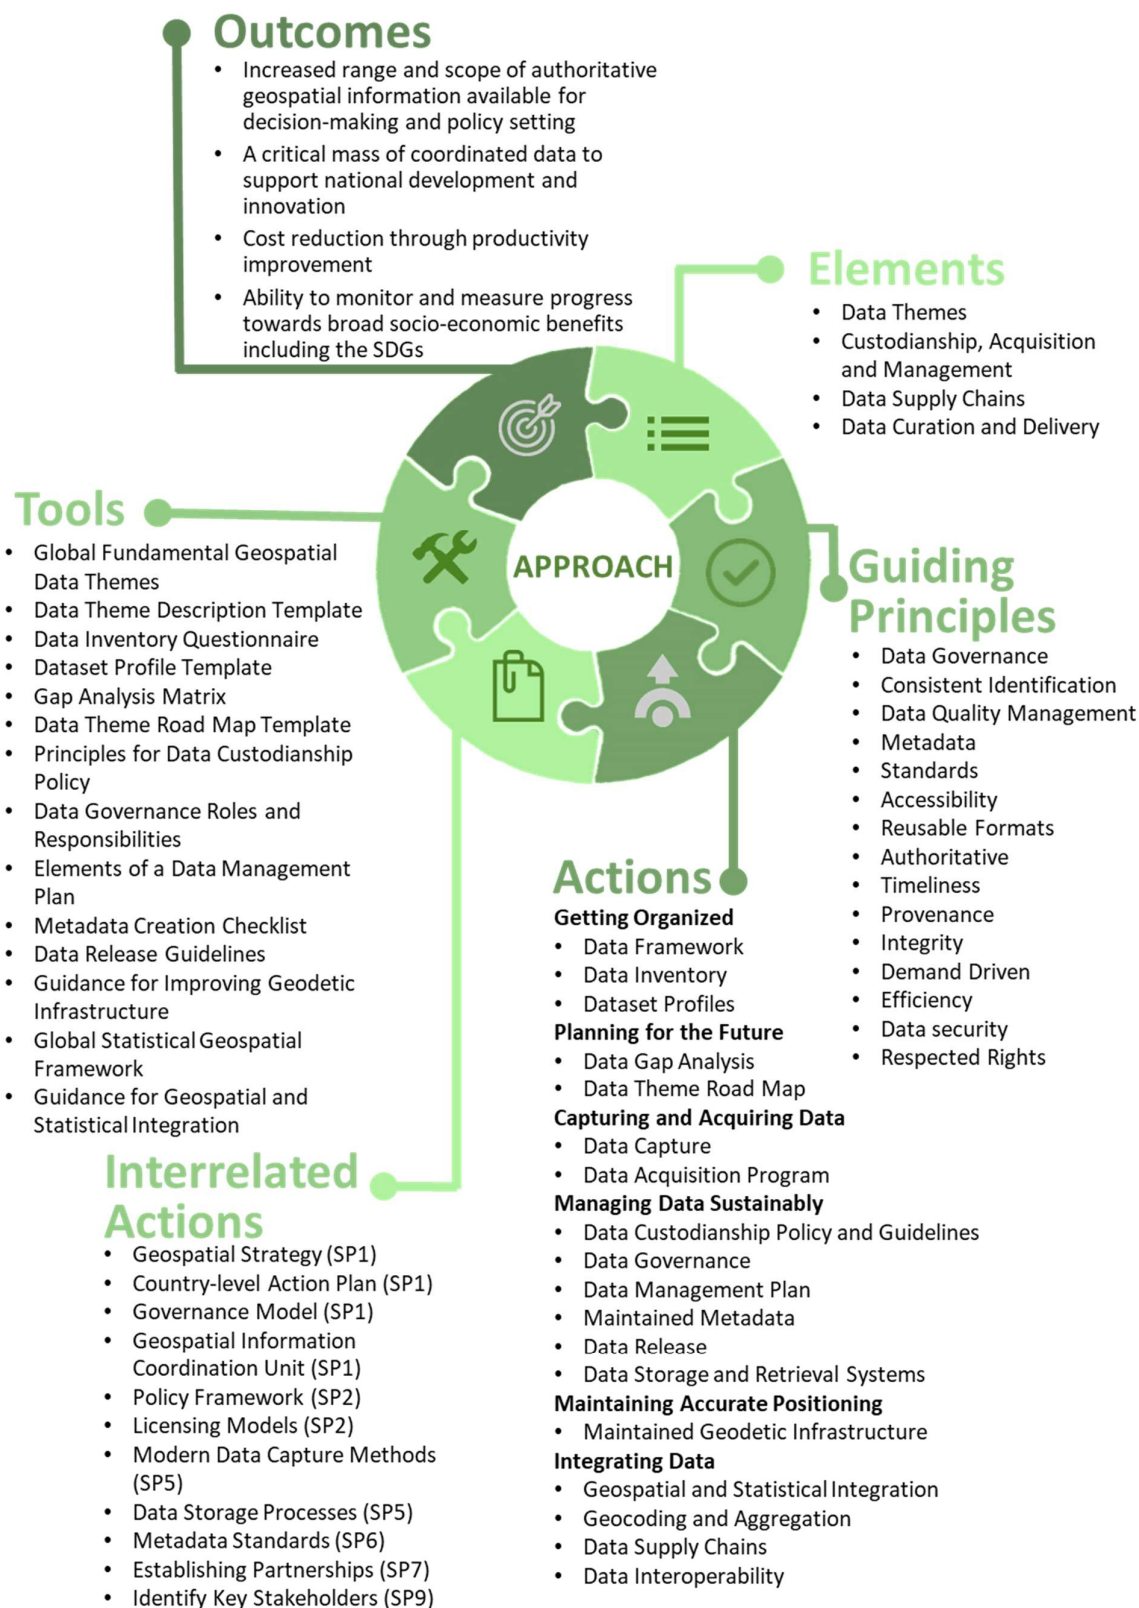 Outcomes
• Increased range and scope of authoritative
geospatial information available for
decision-making and policy setting
• A critical mass of coordinated data to
support national development and
innovation
• Cost reduction through productivity
improvement
• Ability to monitor and measure progress
towards broad socio-economic benefits
including the SDGs
Elements
• Data Themes
• Custodianship, Acquisition
and Management
• Data Supply Chains
• Data Curation and Delivery
Tools
• Global Fundamental Geospatial
Data Themes
• Data Theme Description Template
• Data Inventory Questionnaire
• Dataset Profile Template
• Gap Analysis Matrix
• Data Theme Road Map Template
• Principles for Data Custodianship
Policy
• Data Governance Roles and
Responsibilities
• Elements of a Data Management
Plan
• Metadata Creation Checklist
• Data Release Guidelines
• Guidance for Improving Geodetic
Infrastructure
• Global Statistical Geospatial
Framework
• Guidance for Geospatial and
Statistical Integration
APPROACH
Guiding
Principles
• Data Governance
• Consistent Identification
• Data Quality Management
• Metadata
• Standards
• Accessibility
• Reusable Formats
• Authoritative
• Timeliness
• Provenance
• Integrity
• Demand Driven
• Efficiency
• Data security
• Respected Rights
Actions
Getting Organized
• Data Framework
• Data Inventory
• Dataset Profiles
Planning for the Future
• Data Gap Analysis
• Data Theme Road Map
Capturing and Acquiring Data
• Data Capture
• Data Acquisition Program
Managing Data Sustainably
• Data Custodianship Policy and Guidelines
• Data Governance
• Data Management Plan
• Maintained Metadata
• Data Release
• Data Storage and Retrieval Systems
Maintaining Accurate Positioning
• Maintained Geodetic Infrastructure
Integrating Data
• Geospatial and Statistical Integration
• Geocoding and Aggregation
• Data Supply Chains
• Data Interoperability
Interrelated
Actions
• Geospatial Strategy (SP1)
• Country-level Action Plan (SP1)
• Governance Model (SP1)
• Geospatial Information
Coordination Unit (SP1)
• Policy Framework (SP2)
• Licensing Models (SP2)
• Modern Data Capture Methods
(SP5)
• Data Storage Processes (SP5)
• Metadata Standards (SP6)
• Establishing Partnerships (SP7)
• Identify Key Stakeholders (SP9)